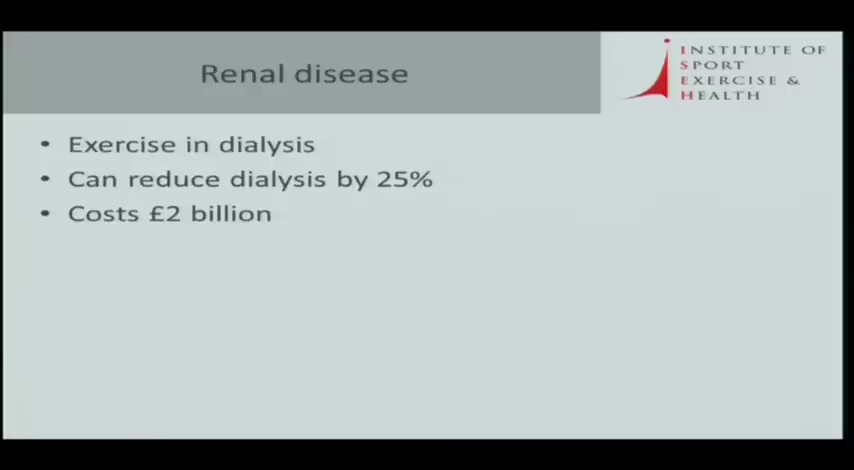 Renal disease
INSTITUTE OF
SPORT
EXERCISE &
HEALTH
• Exercise in dialysis
• Can reduce dialysis by 25%
• Costs £2 billion